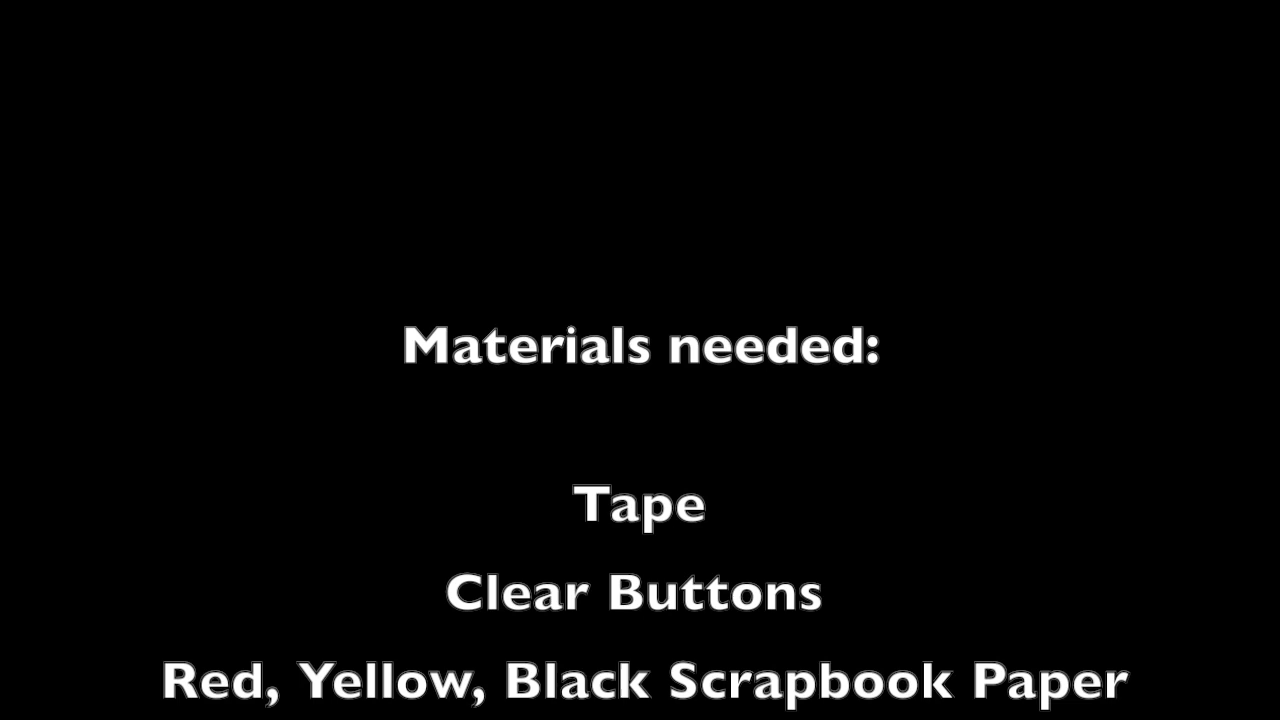 Materials needed:
Tape
Clear Buttons
Red, Yellow, Black Scrapbook Paper